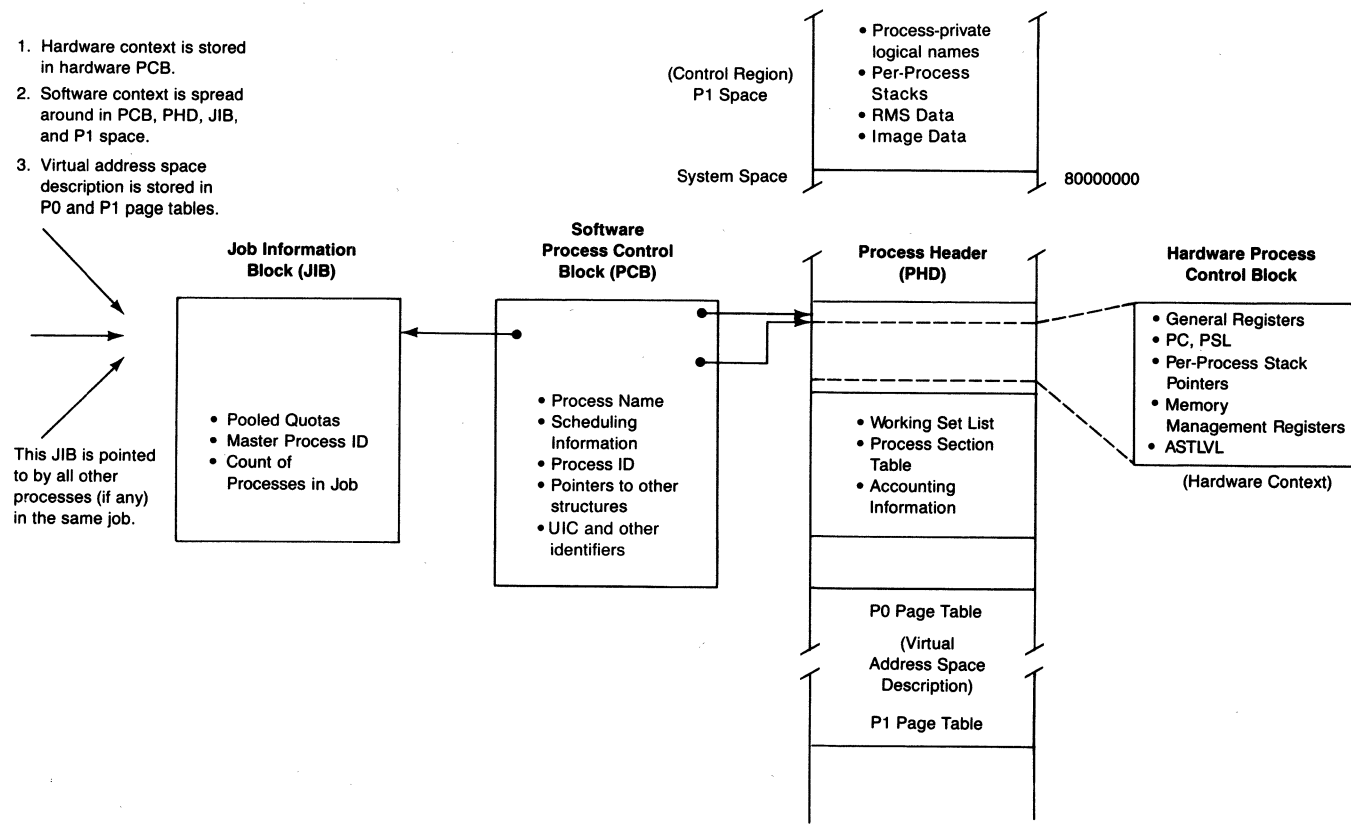 1. Hardware context is stored
in hardware PCB.
2. Software context is spread
around in PCB, PHD, JIB,
and P1 space.
3. Virtual address space
description is stored in
P0 and P1 page tables.
This JIB is pointed
to by all other
processes (if any)
in the same job.
Job Information
Block (JIB)
• Pooled Quotas
• Master Process ID
• Count of
Processes in Job
Software
Process Control
Block (PCB)
• Process Name
• Scheduling
Information
• Process ID
• Pointers to other
structures
• UIC and other
identifiers
(Control Region)
P1 Space
• Process-private
logical names
• Per-Process
Stacks
• RMS Data
• Image Data
System Space
80000000
Process Header
(PHD)
• Working Set List
• Process Section
Table
• Accounting
Information
P0 Page Table
(Virtual
Address Space
Description)
P1 Page Table
Hardware Process
Control Block
• General Registers
• PC, PSL
• Per-Process Stack
Pointers
• Memory
Management Registers
• ASTLVL
(Hardware Context)